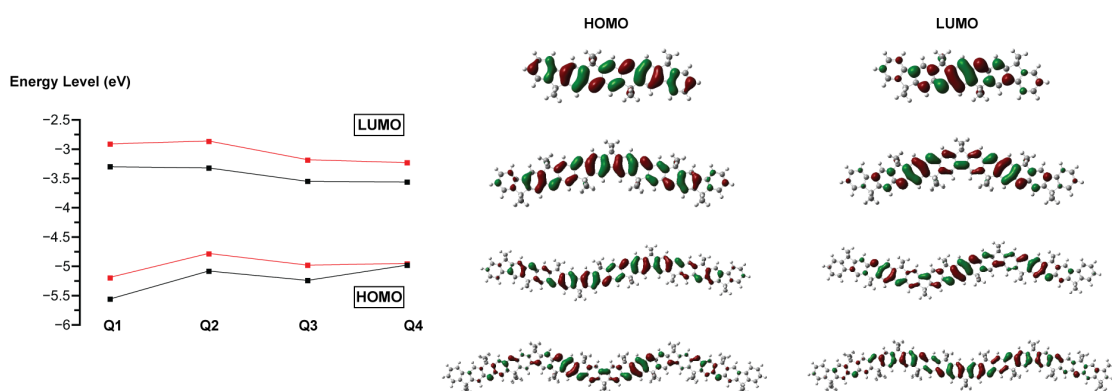 HOMO
LUMO
Energy Level (eV)
−2.5
LUMO
−3
−3.5
−4
−4.5
−5
−5.5
HOMO
−6
Q1
Q2
Q3
Q4